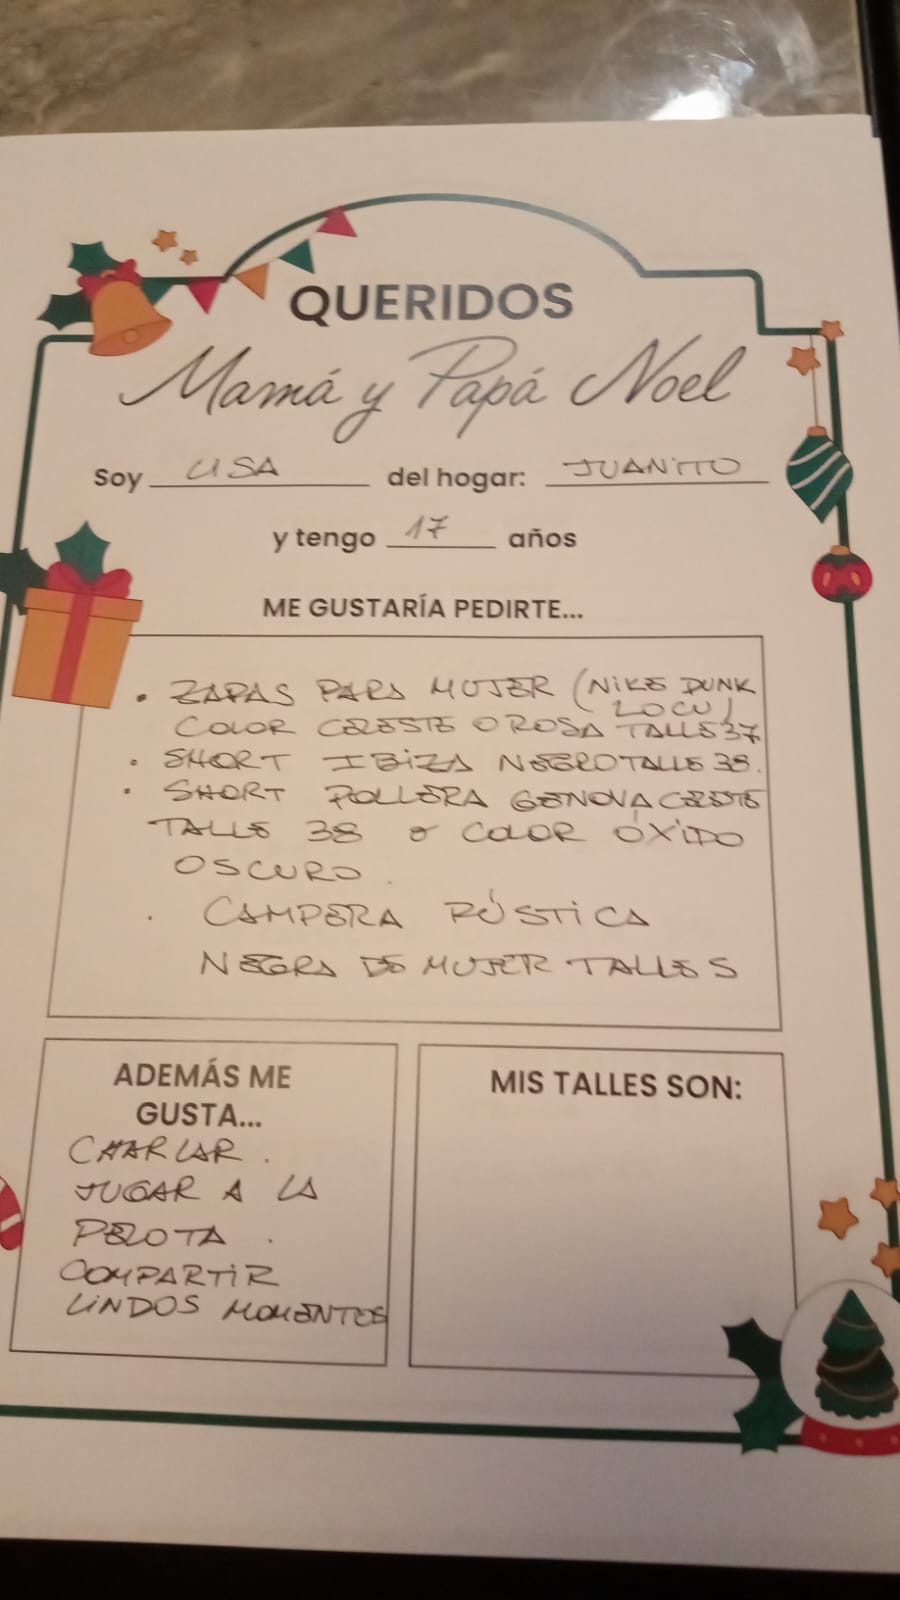 QUERIDOS
Mamá y Papá Noel
Soy LISA del hogar: JUANITO
y tengo 17 años
ME GUSTARÍA PEDIRTE...
• ZAPAS PARA MUJER (NIKE DUNK
LOCU)
COLOR CELESTE O ROSA TALLE 37
• SHORT IBIZA NEGRO TALLE 38.
• SHORT POLLERA GENOVA CELESTE
TALLE 38 o COLOR ÓXIDO
OSCURO.
. CAMPERA RÚSTICA
NEGRA DE MUJER TALLE S
ADEMÁS ME
GUSTA...
CHARLAR.
JUGAR A LA
PELOTA.
COMPARTIR
LINDOS MOMENTOS
MIS TALLES SON: